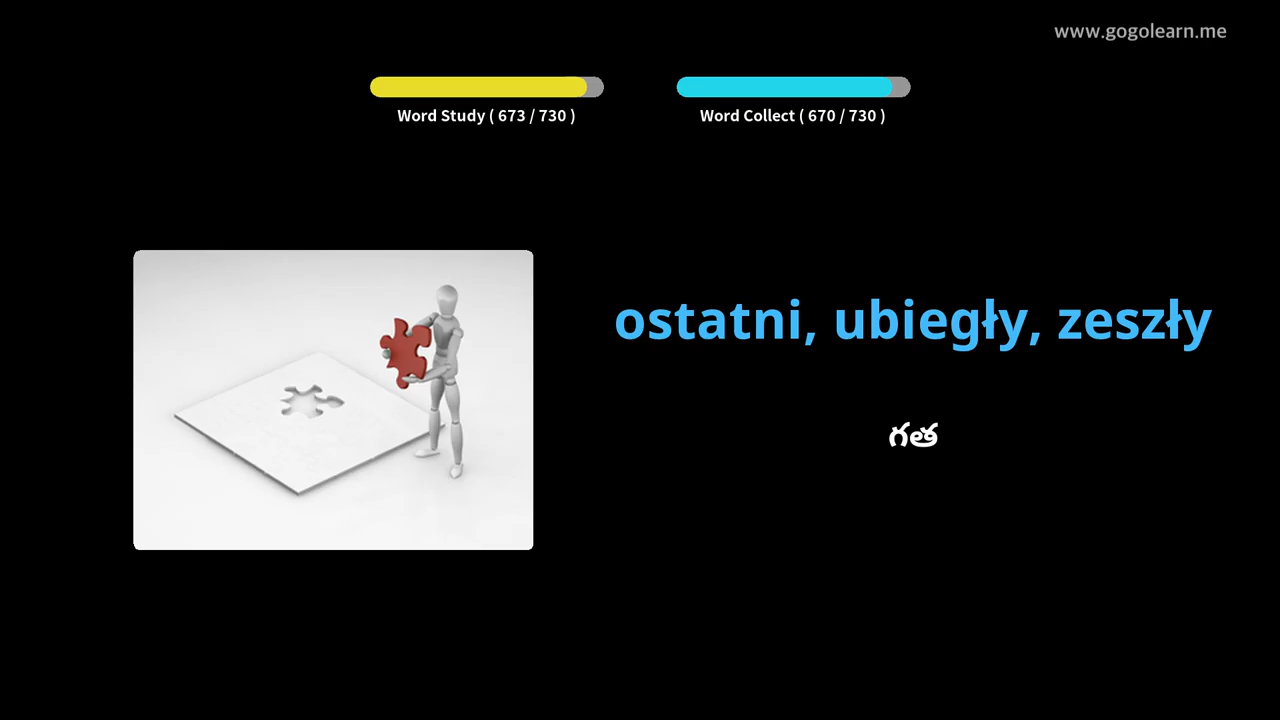 www.gogolearn.me
Word Study ( 673 / 730 )
Word Collect ( 670 / 730 )
ostatni, ubiegły, zeszły
గత